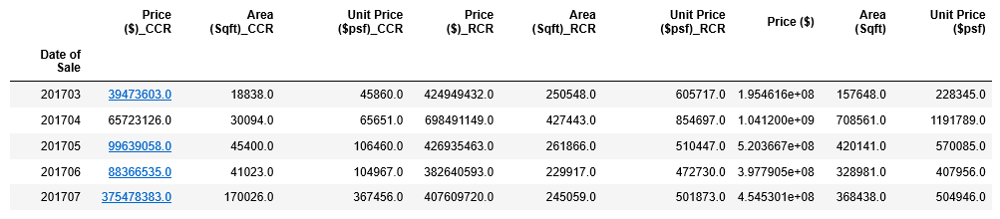 Price ($)_CCR Area (Sqft)_CCR Unit Price ($psf)_CCR Price ($)_RCR Area (Sqft)_RCR Unit Price ($psf)_RCR Price ($) Area (Sqft) Unit Price ($psf)
Date of Sale
201703 39473603.0 18838.0 45860.0 424949432.0 250548.0 605717.0 1.954616e+08 157648.0 228345.0
201704 65723126.0 30094.0 65651.0 698491149.0 427443.0 854697.0 1.041200e+09 708561.0 1191789.0
201705 99639058.0 45400.0 106460.0 426935463.0 261866.0 510447.0 5.203667e+08 420141.0 570085.0
201706 88366535.0 41023.0 104967.0 382640593.0 229917.0 472730.0 3.977905e+08 328981.0 407956.0
201707 375478383.0 170026.0 367456.0 407609720.0 245059.0 501873.0 4.545301e+08 368438.0 504946.0